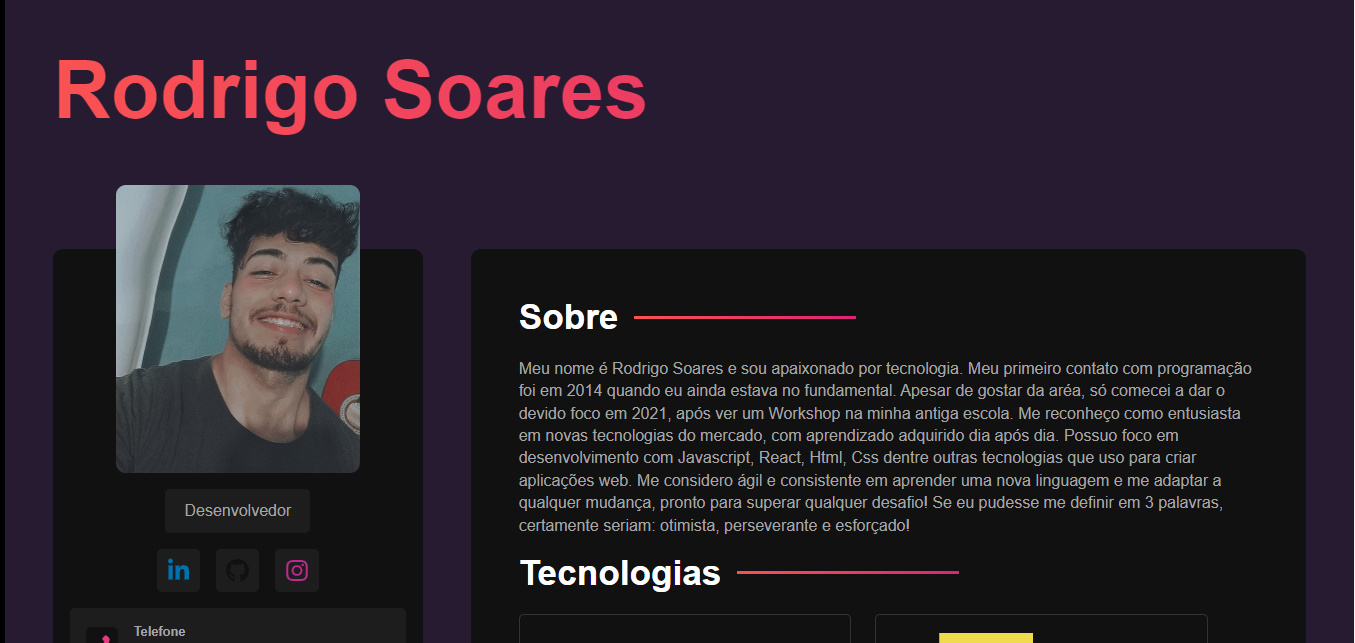 Rodrigo Soares
Desenvolvedor
in
Telefone
Sobre
Meu nome é Rodrigo Soares e sou apaixonado por tecnologia. Meu primeiro contato com programação
foi em 2014 quando eu ainda estava no fundamental. Apesar de gostar da aréa, só comecei a dar o
devido foco em 2021, após ver um Workshop na minha antiga escola. Me reconheço como entusiasta
em novas tecnologias do mercado, com aprendizado adquirido dia após dia. Possuo foco em
desenvolvimento com Javascript, React, Html, Css dentre outras tecnologias que uso para criar
aplicações web. Me considero ágil e consistente em aprender uma nova linguagem e me adaptar a
qualquer mudança, pronto para superar qualquer desafio! Se eu pudesse me definir em 3 palavras,
certamente seriam: otimista, perseverante e esforçado!
Tecnologias